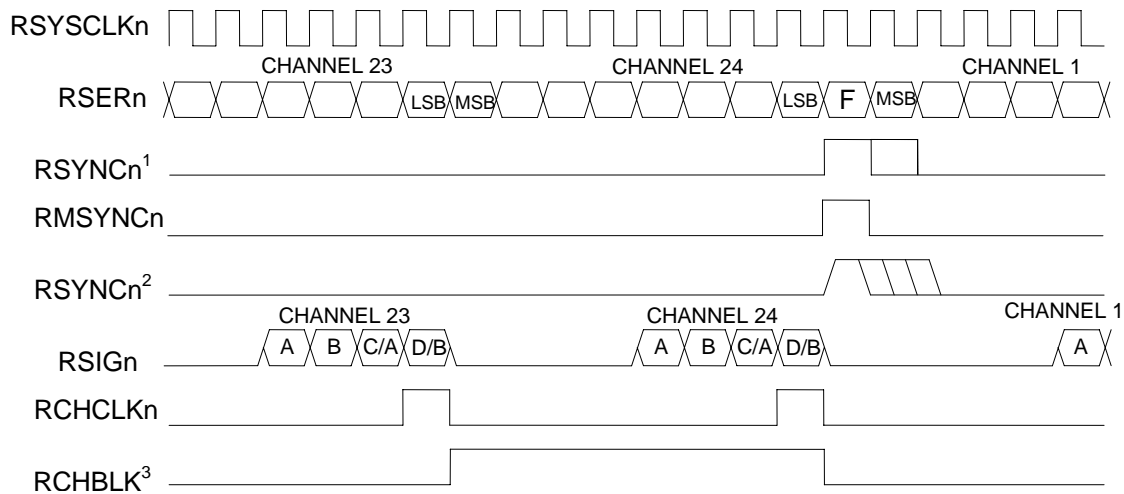 RSYSCLKn
CHANNEL 23 CHANNEL 24 CHANNEL 1
RSERn LSB MSB LSB F MSB
RSYNCn1
RMSYNCn
RSYNCn2
CHANNEL 23 CHANNEL 24 CHANNEL 1
RSIGn A B C/A D/B A B C/A D/B A
RCHCLKn
RCHBLK3